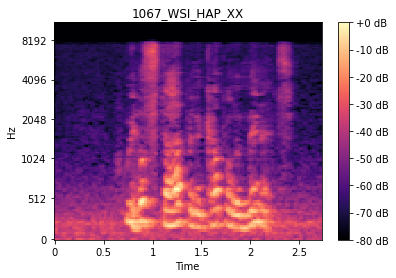 1067_WSI_HAP_XX
Hz
8192
4096
2048
1024
512
0
0
0.5
1
1.5
2
2.5
Time
+0 dB
-10 dB
-20 dB
-30 dB
-40 dB
-50 dB
-60 dB
-70 dB
-80 dB